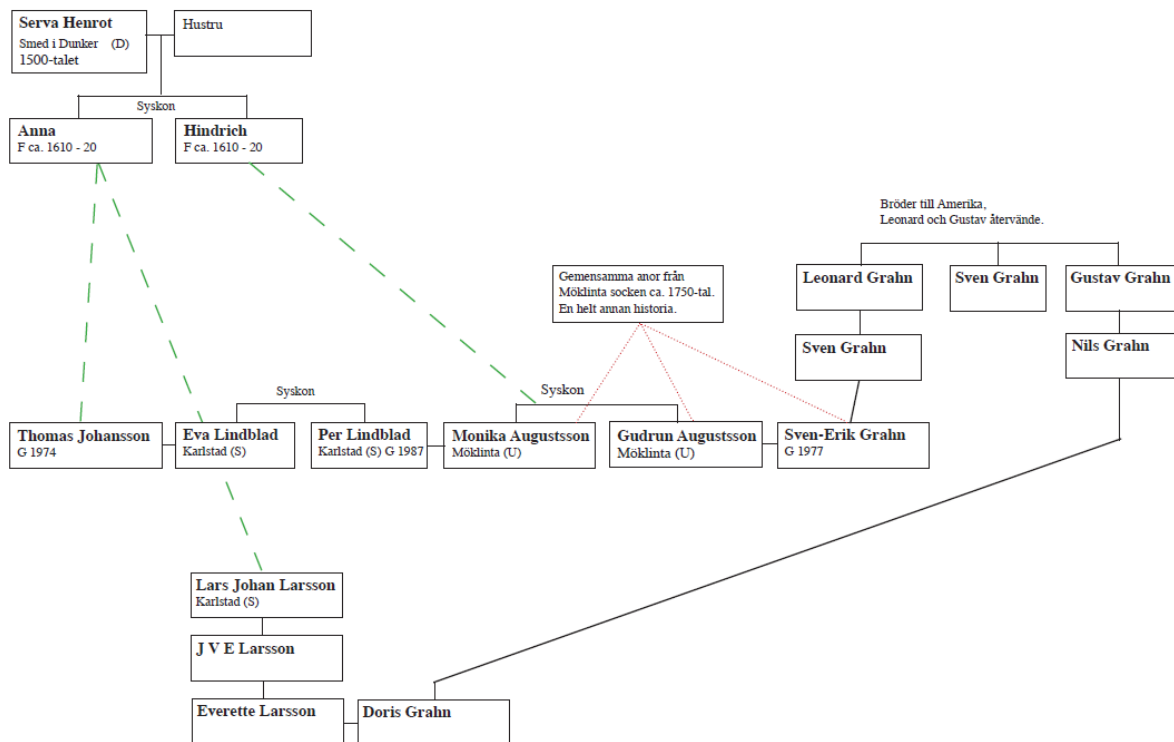 Serva Henrot
Smed i Dunker (D)
1500-talet
Hustru
Syskon
Anna
F ca. 1610 - 20
Hindrich
F ca. 1610 - 20
Bröder till Amerika,
Leonard och Gustav återvände.
Gemensamma anor från
Möklinta socken ca. 1750-tal.
En helt annan historia.
Leonard Grahn
Sven Grahn
Gustav Grahn
Sven Grahn
Nils Grahn
Syskon
Syskon
Thomas Johansson
G 1974
Eva Lindblad
Karlstad (S)
Per Lindblad
Karlstad (S) G 1987
Monika Augustsson
Möklinta (U)
Gudrun Augustsson
Möklinta (U)
Sven-Erik Grahn
G 1977
Lars Johan Larsson
Karlstad (S)
J V E Larsson
Everette Larsson
Doris Grahn